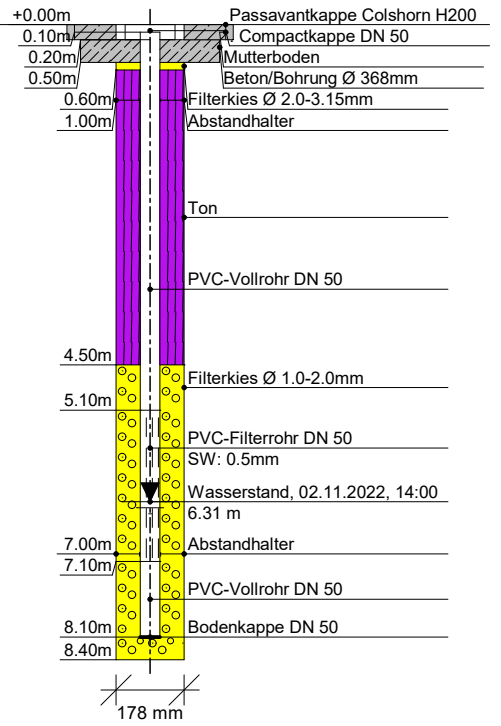 +0.00m Passavantkappe Colshorn H200
0.10m Compactkappe DN 50
0.20m Mutterboden
0.50m Beton/Bohrung Ø 368mm
0.60m Filterkies Ø 2.0-3.15mm
1.00m Abstandhalter
Ton
PVC-Vollrohr DN 50
4.50m Filterkies Ø 1.0-2.0mm
5.10m
PVC-Filterrohr DN 50
SW: 0.5mm
Wasserstand, 02.11.2022, 14:00
6.31 m
7.00m Abstandhalter
7.10m
PVC-Vollrohr DN 50
8.10m Bodenkappe DN 50
8.40m
178 mm